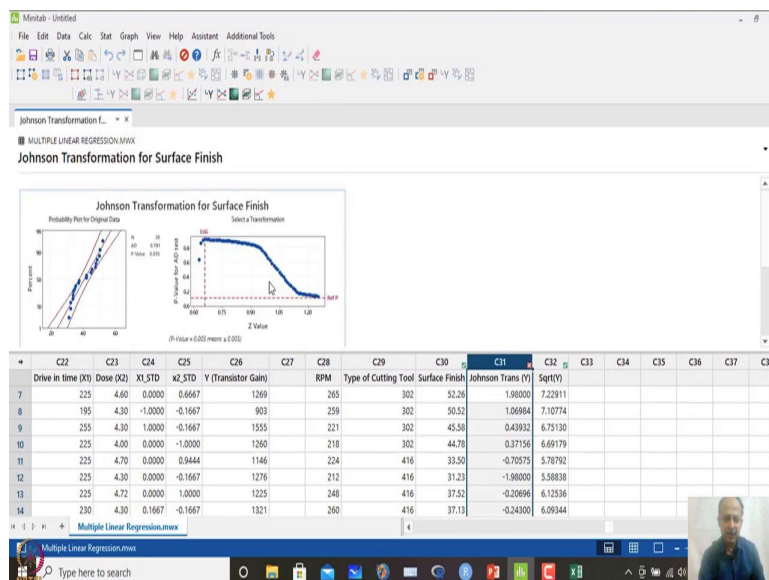 Minitab - Untitled
File Edit Data Calc Stat Graph View Help Assistant Additional Tools
Johnson Transformation f...
MULTIPLE LINEAR REGRESSION.MWX
Johnson Transformation for Surface Finish
Johnson Transformation for Surface Finish
Probability Plot for Original Data
Select a Transformation
N 20
AD
P-Value
Percent
P-Value for AD test
0.66
Ref P
0.60 0.75 0.90 1.05 1.20
Z Value
(P-Value = 0.005 means ≤ 0.005)
C22 C23 C24 C25 C26 C27 C28 C29 C30 C31 C32 C33 C34 C35 C36 C37 C3
Drive in time (X1) Dose (X2) X1_STD x2_STD Y (Transistor Gain) RPM Type of Cutting Tool Surface Finish Johnson Trans (Y) Sqrt(Y)
7 225 4.60 0.0000 0.6667 1269 265 302 52.26 1.98000 7.22911
8 195 4.30 -1.0000 -0.1667 903 259 302 50.52 1.06984 7.10774
9 255 4.30 1.0000 -0.1667 1555 221 302 45.58 0.43932 6.75130
10 225 4.00 0.0000 -1.0000 1260 218 302 44.78 0.37156 6.69179
11 225 4.70 0.0000 0.9444 1146 224 416 33.50 -0.70575 5.78792
12 225 4.30 0.0000 -0.1667 1276 212 416 31.23 -1.98000 5.58838
13 225 4.72 0.0000 1.0000 1225 248 416 37.52 -0.20696 6.12536
14 230 4.30 0.1667 -0.1667 1321 260 416 37.13 -0.24300 6.09344
Multiple Linear Regression.mwx
Multiple Linear Regression.mwx
Type here to search